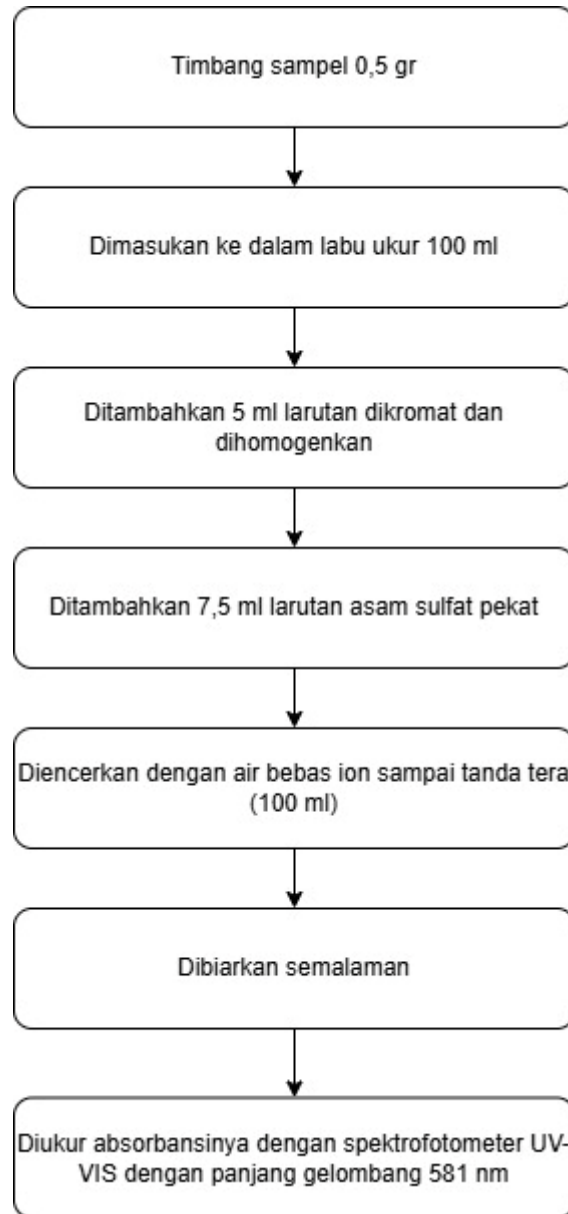 Timbang sampel 0,5 gr
Dimasukan ke dalam labu ukur 100 ml
Ditambahkan 5 ml larutan dikromat dan
dihomogenkan
Ditambahkan 7,5 ml larutan asam sulfat pekat
Diencerkan dengan air bebas ion sampai tanda tera
(100 ml)
Dibiarkan semalaman
Diukur absorbansinya dengan spektrofotometer UV-
VIS dengan panjang gelombang 581 nm